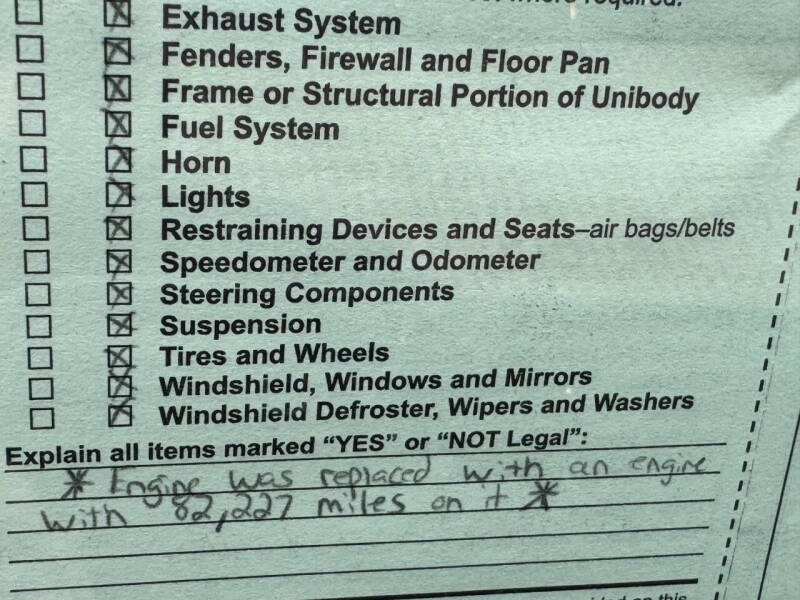 required.
Exhaust System
Fenders, Firewall and Floor Pan
Frame or Structural Portion of Unibody
Fuel System
Horn
Lights
Restraining Devices and Seats–air bags/belts
Speedometer and Odometer
Steering Components
Suspension
Tires and Wheels
Windshield, Windows and Mirrors
Windshield Defroster, Wipers and Washers
Explain all items marked “YES” or “NOT Legal”:
* Engine was replaced with an engine
with 82,227 miles on it *
on this